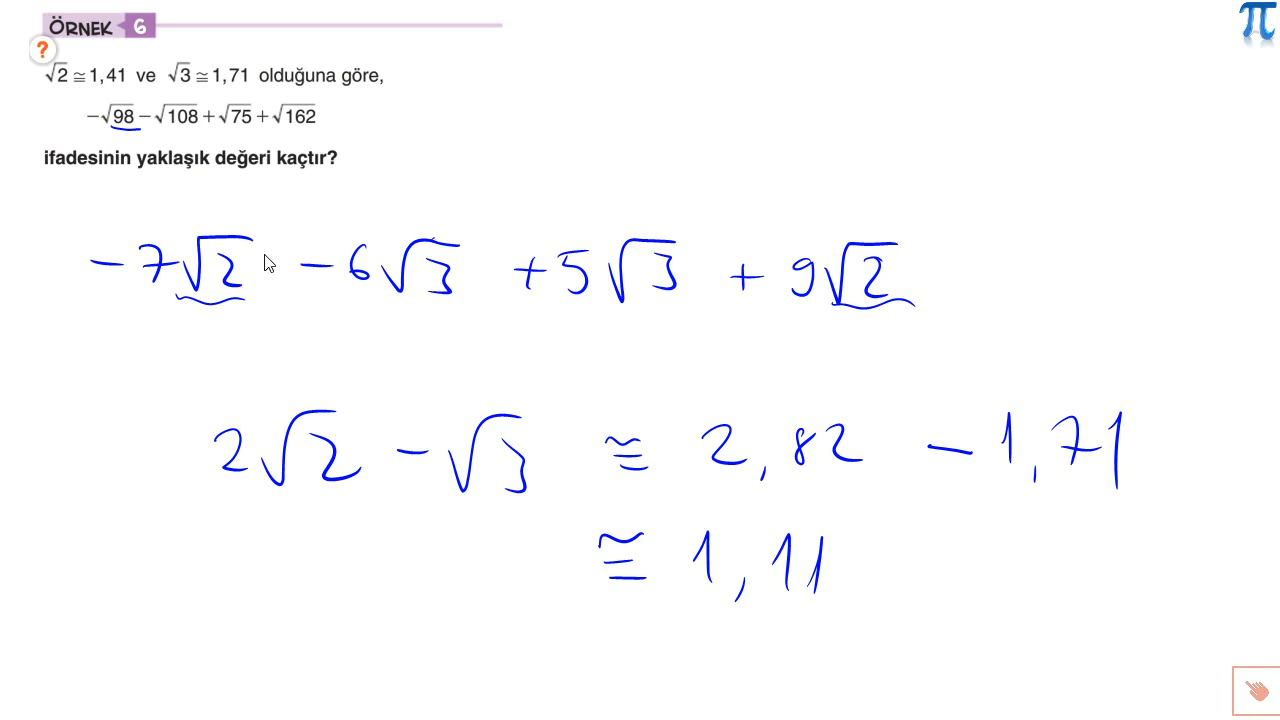 ÖRNEK 6
?
√2 ≅ 1,41 ve √3 ≅ 1,71 olduğuna göre,
−√98 − √108 + √75 + √162
ifadesinin yaklaşık değeri kaçtır?
− 7√2 − 6√3 + 5√3 + 9√2
2√2 − √3 ≅ 2,82 − 1,71
≅ 1,11
π